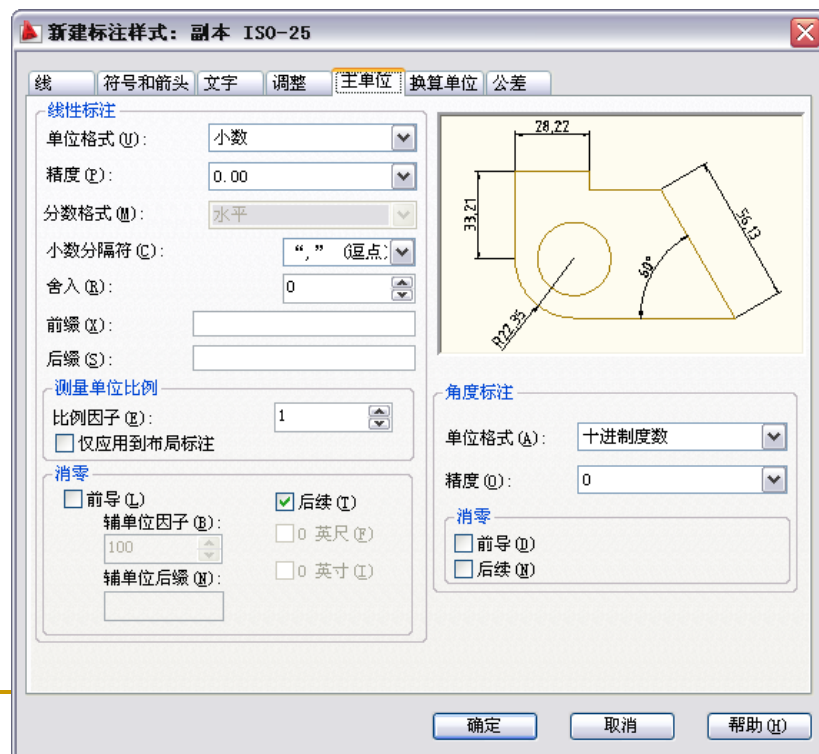 新建标注样式：副本 ISO-25
线 符号和箭头 文字 调整 主单位 换算单位 公差
线性标注
单位格式(U): 小数
精度(P): 0.00
分数格式(M): 水平
小数分隔符(C): “,” (逗点)
舍入(R): 0
前缀(X):
后缀(S):
测量单位比例
比例因子(E): 1
仅应用到布局标注
消零
前导(L) 后续(T)
辅单位因子(B): 0 英尺(F)
100
0 英寸(I)
辅单位后缀(N):
28,22
33,21
56,13
60°
R22,35
角度标注
单位格式(A): 十进制度数
精度(O): 0
消零
前导(D)
后续(N)
确定 取消 帮助(H)